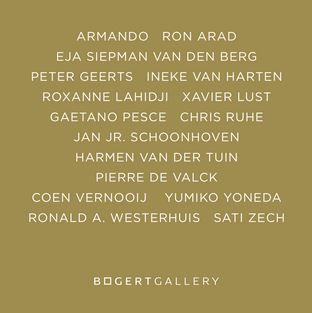 ARMANDO RON ARAD
EJA SIEPMAN VAN DEN BERG
PETER GEERTS INEKE VAN HARTEN
ROXANNE LAHIDJI XAVIER LUST
GAETANO PESCE CHRIS RUHE
JAN JR. SCHOONHOVEN
HARMEN VAN DER TUIN
PIERRE DE VALCK
COEN VERNOOIJ YUMIKO YONEDA
RONALD A. WESTERHUIS SATI ZECH
BOGERTGALLERY